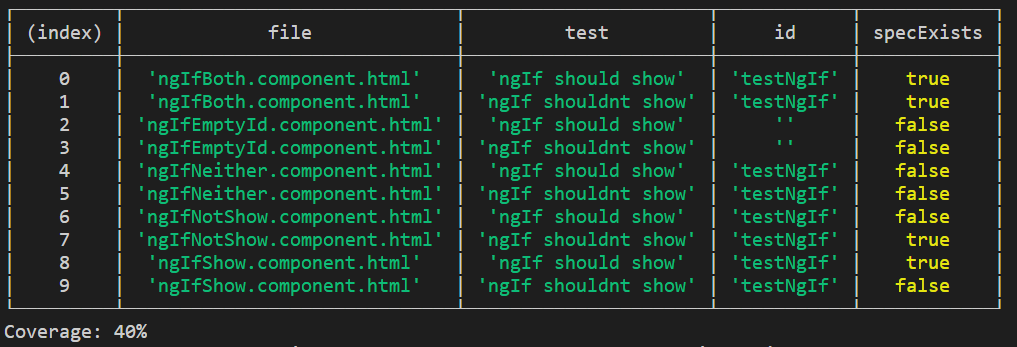 (index) file test id specExists
0 'ngIfBoth.component.html' 'ngIf should show' 'testNgIf' true
1 'ngIfBoth.component.html' 'ngIf shouldnt show' 'testNgIf' true
2 'ngIfEmptyId.component.html' 'ngIf should show' '' false
3 'ngIfEmptyId.component.html' 'ngIf shouldnt show' '' false
4 'ngIfNeither.component.html' 'ngIf should show' 'testNgIf' false
5 'ngIfNeither.component.html' 'ngIf shouldnt show' 'testNgIf' false
6 'ngIfNotShow.component.html' 'ngIf should show' 'testNgIf' false
7 'ngIfNotShow.component.html' 'ngIf shouldnt show' 'testNgIf' true
8 'ngIfShow.component.html' 'ngIf should show' 'testNgIf' true
9 'ngIfShow.component.html' 'ngIf shouldnt show' 'testNgIf' false
Coverage: 40%